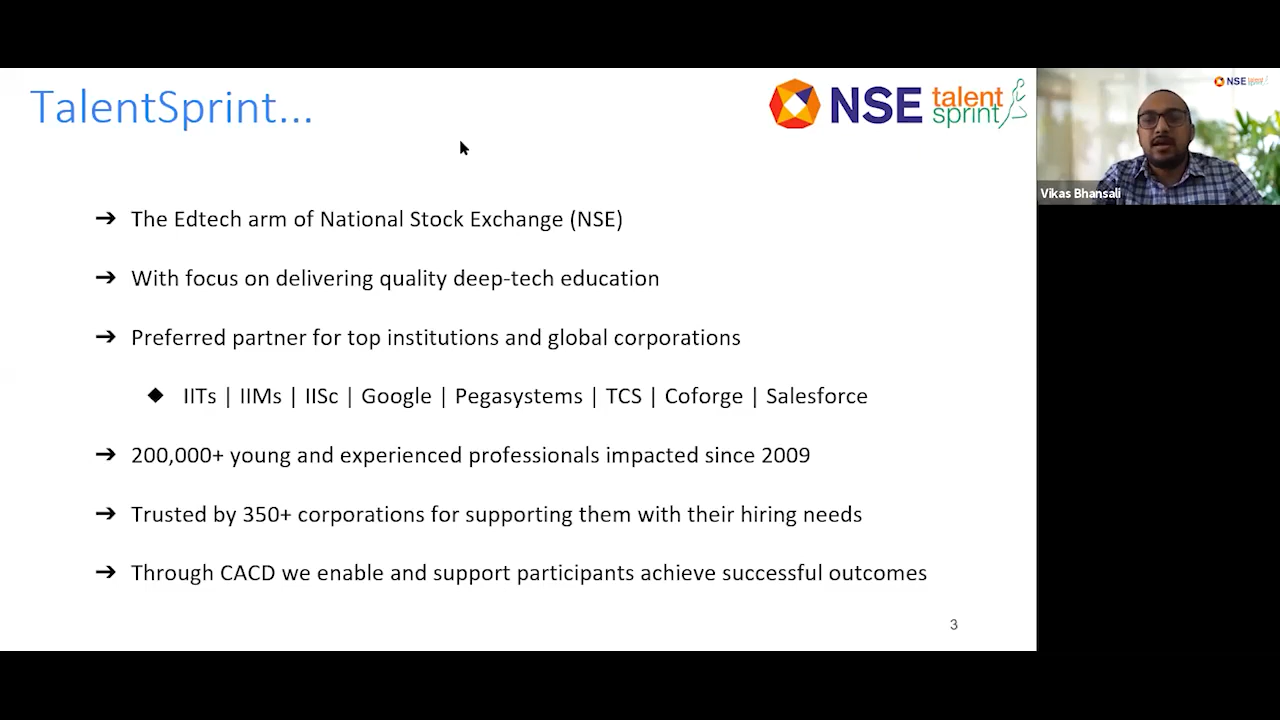 TalentSprint...
NSE talent sprint
➔ The Edtech arm of National Stock Exchange (NSE)
➔ With focus on delivering quality deep-tech education
➔ Preferred partner for top institutions and global corporations
◆ IITs | IIMs | IISc | Google | Pegasystems | TCS | Coforge | Salesforce
➔ 200,000+ young and experienced professionals impacted since 2009
➔ Trusted by 350+ corporations for supporting them with their hiring needs
➔ Through CACD we enable and support participants achieve successful outcomes
3
NSE talent sprint
Vikas Bhansali